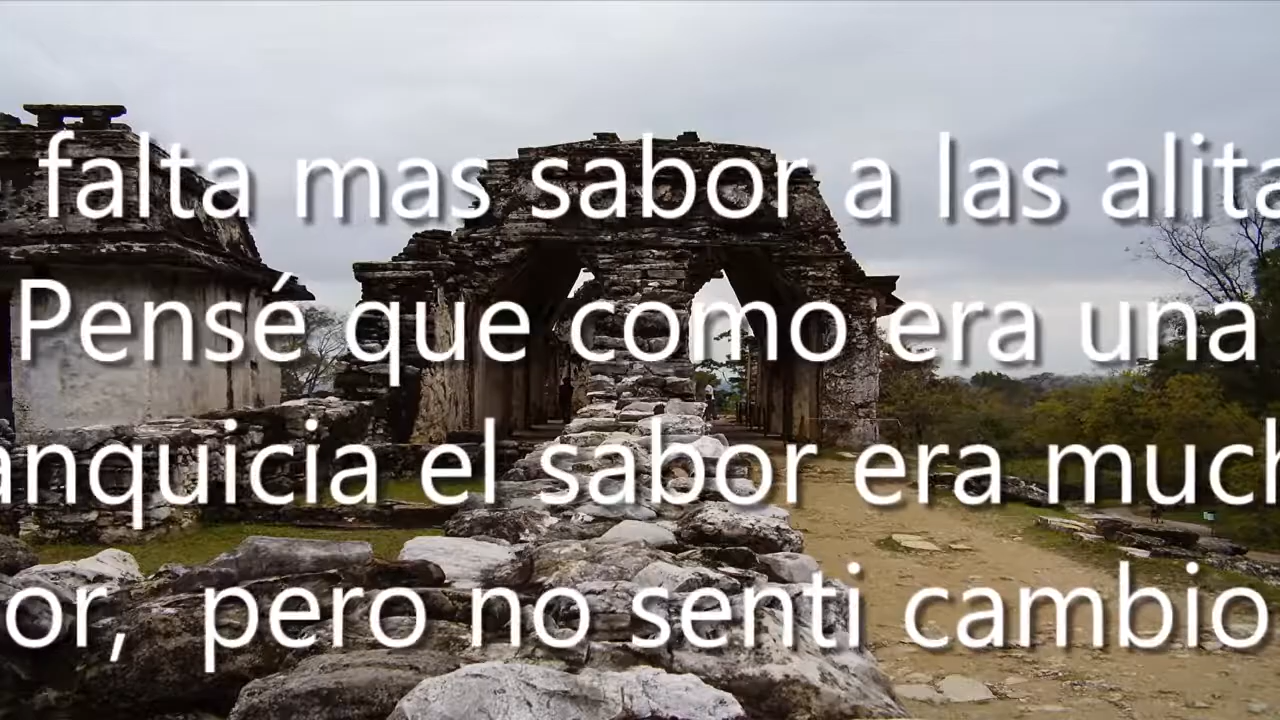 falta mas sabor a las alita
Pensé que como era una
anquicia el sabor era much
or, pero no senti cambio